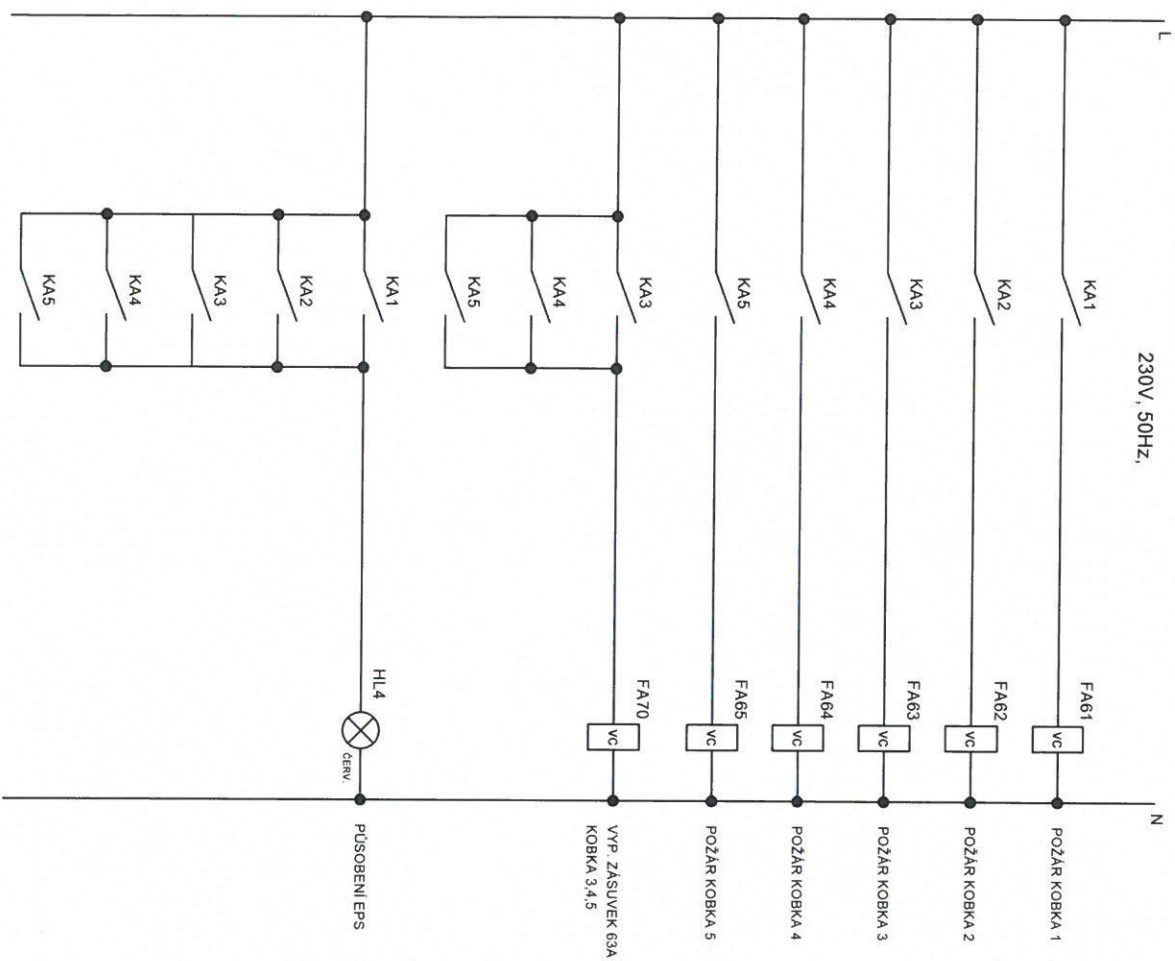 L
230V, 50Hz,
N
KA1
FA61
vc
POŽÁR KOBKA 1
KA2
FA62
vc
POŽÁR KOBKA 2
KA3
FA63
vc
POŽÁR KOBKA 3
KA4
FA64
vc
POŽÁR KOBKA 4
KA5
FA65
vc
POŽÁR KOBKA 5
KA3
KA4
KA5
FA70
vc
VYP. ZÁSUVEK 63A
KOBKA 3,4,5
KA1
KA2
KA3
KA4
KA5
HL4
ČERV.
PŮSOBENÍ EPS